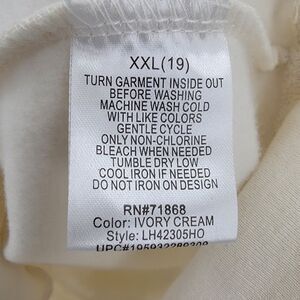 XXL(19)
TURN GARMENT INSIDE OUT
BEFORE WASHING
MACHINE WASH COLD
WITH LIKE COLORS
GENTLE CYCLE
ONLY NON-CHLORINE
BLEACH WHEN NEEDED
TUMBLE DRY LOW
COOL IRON IF NEEDED
DO NOT IRON ON DESIGN
RN#71868
Color: IVORY CREAM
Style: LH42305HO